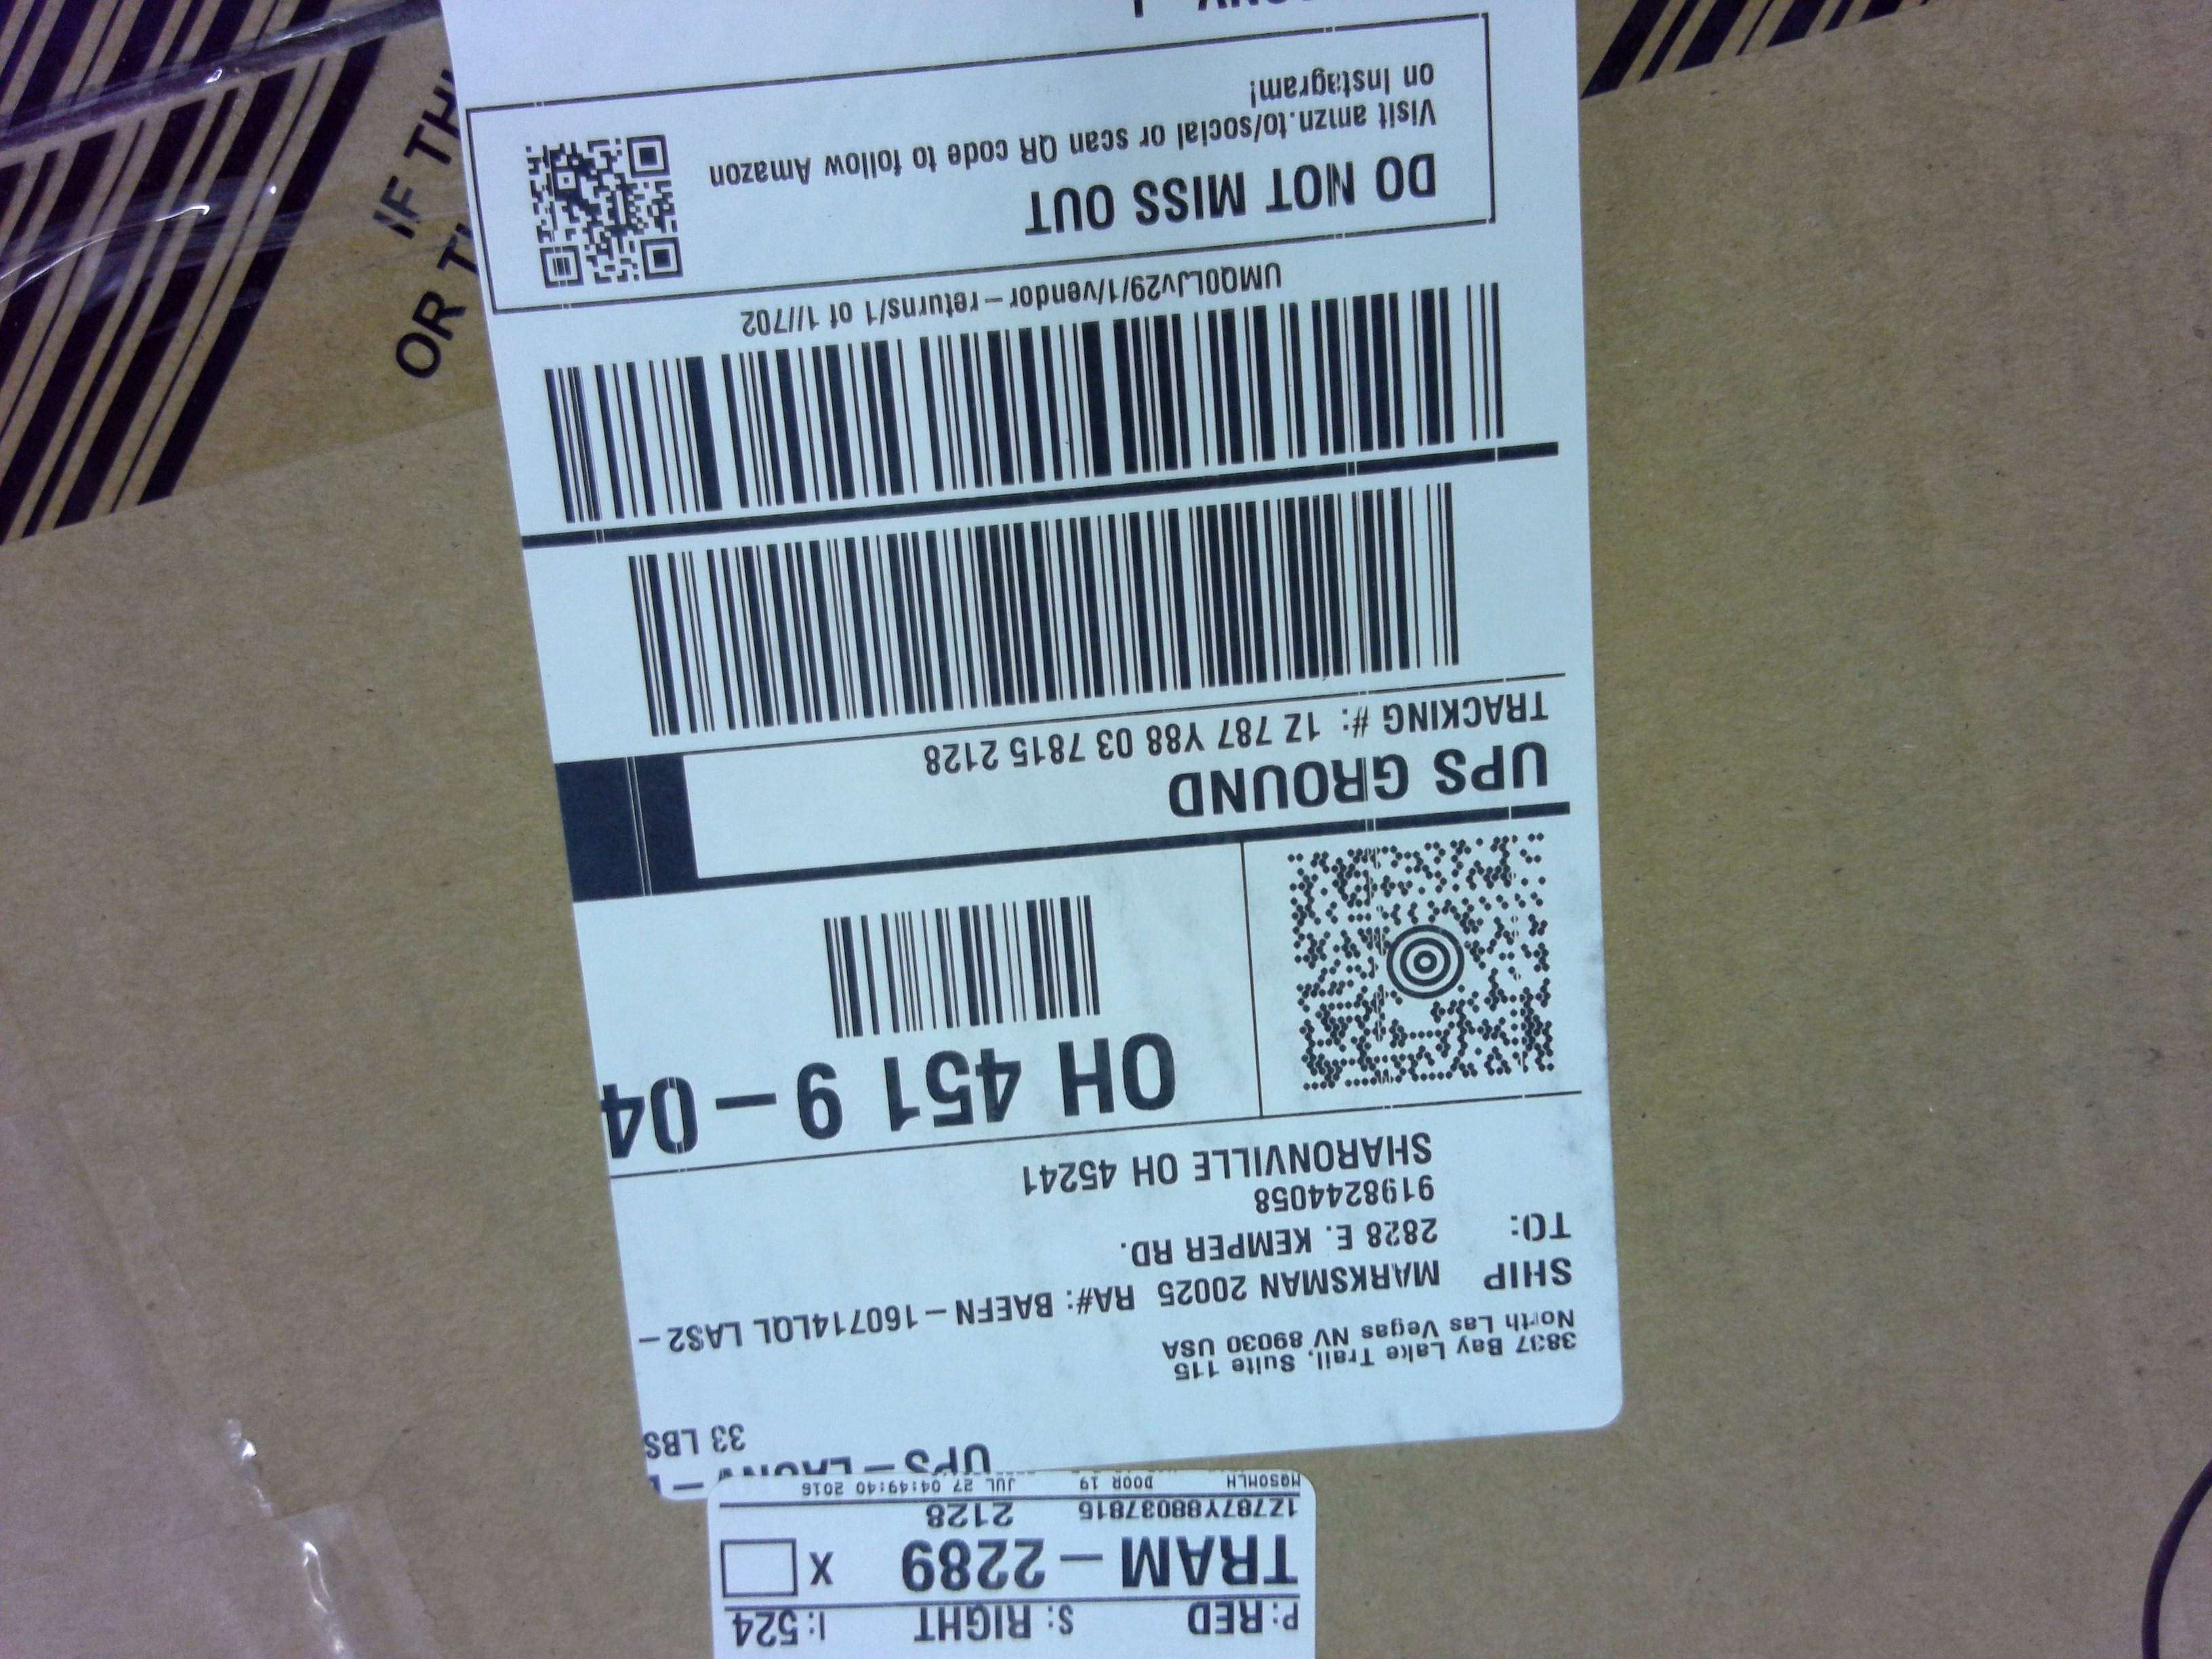 P: RED S: RIGHT I: 524
TRAM - 2289 X
1Z787Y88037815 2128
MQSOMLH DOOR 19 JUL 27 04:49:40 2016
33 LBS
3837 Bay Lake Trail, Suite 115
North Las Vegas NV 89030 USA
SHIP TO:
MARKSMAN 20025 RA#: BAEFN - 160714LQL LAS2 -
2828 E. KEMPER RD.
9198244058
SHARONVILLE OH 45241
OH 451 9 - 04
UPS GROUND
TRACKING #: 1Z 787 Y88 03 7815 2128
UMQ0LJv29/1/vendor - returns/1 of 1//702
DO NOT MISS OUT
Visit amzn.to/social or scan QR code to follow Amazon
on Instagram!
IF
OR